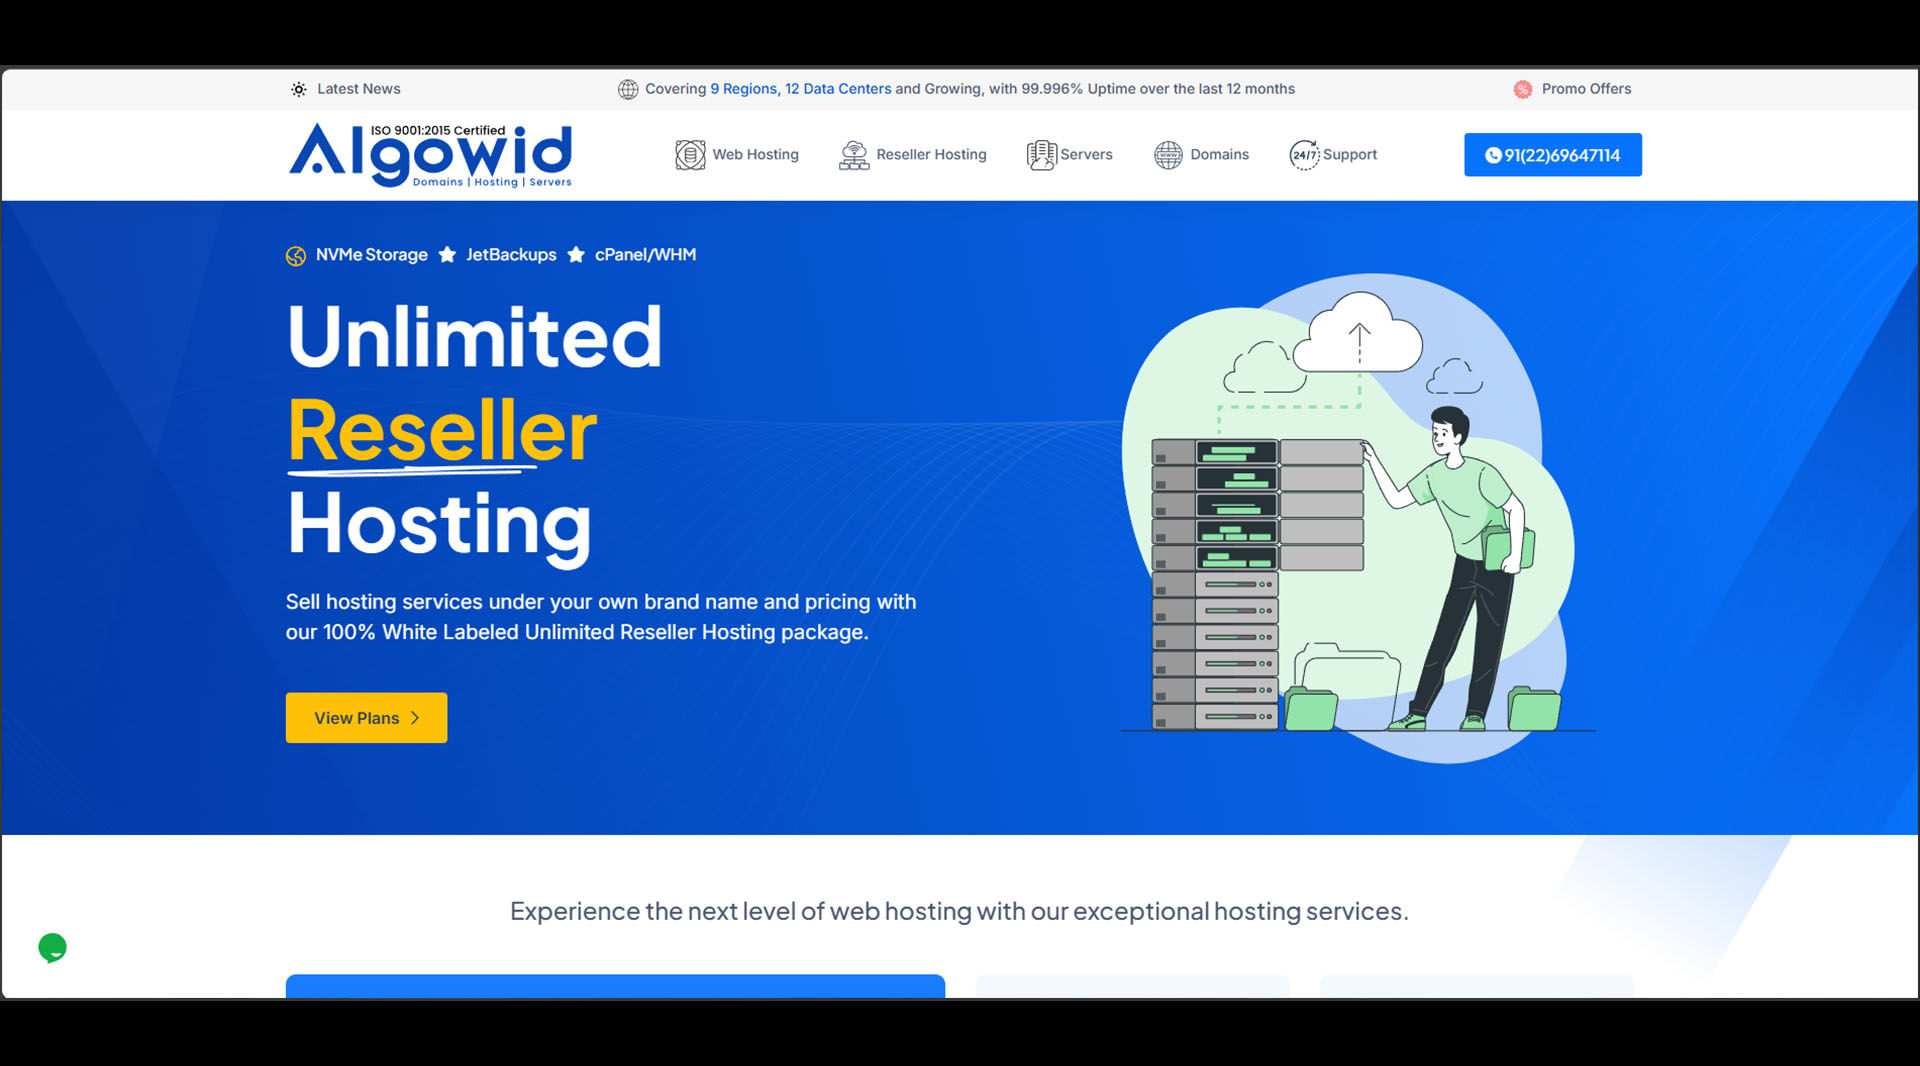 Latest News
Covering 9 Regions, 12 Data Centers and Growing, with 99.996% Uptime over the last 12 months
Promo Offers
ISO 9001:2015 Certified
Algowid
Domains | Hosting | Servers
Web Hosting
Reseller Hosting
WWW
Servers
Domains
24/7
Support
91(22)69647114
NVMe Storage ★ JetBackups ★ cPanel/WHM
Unlimited
Reseller
Hosting
Sell hosting services under your own brand name and pricing with
our 100% White Labeled Unlimited Reseller Hosting package.
View Plans
Experience the next level of web hosting with our exceptional hosting services.